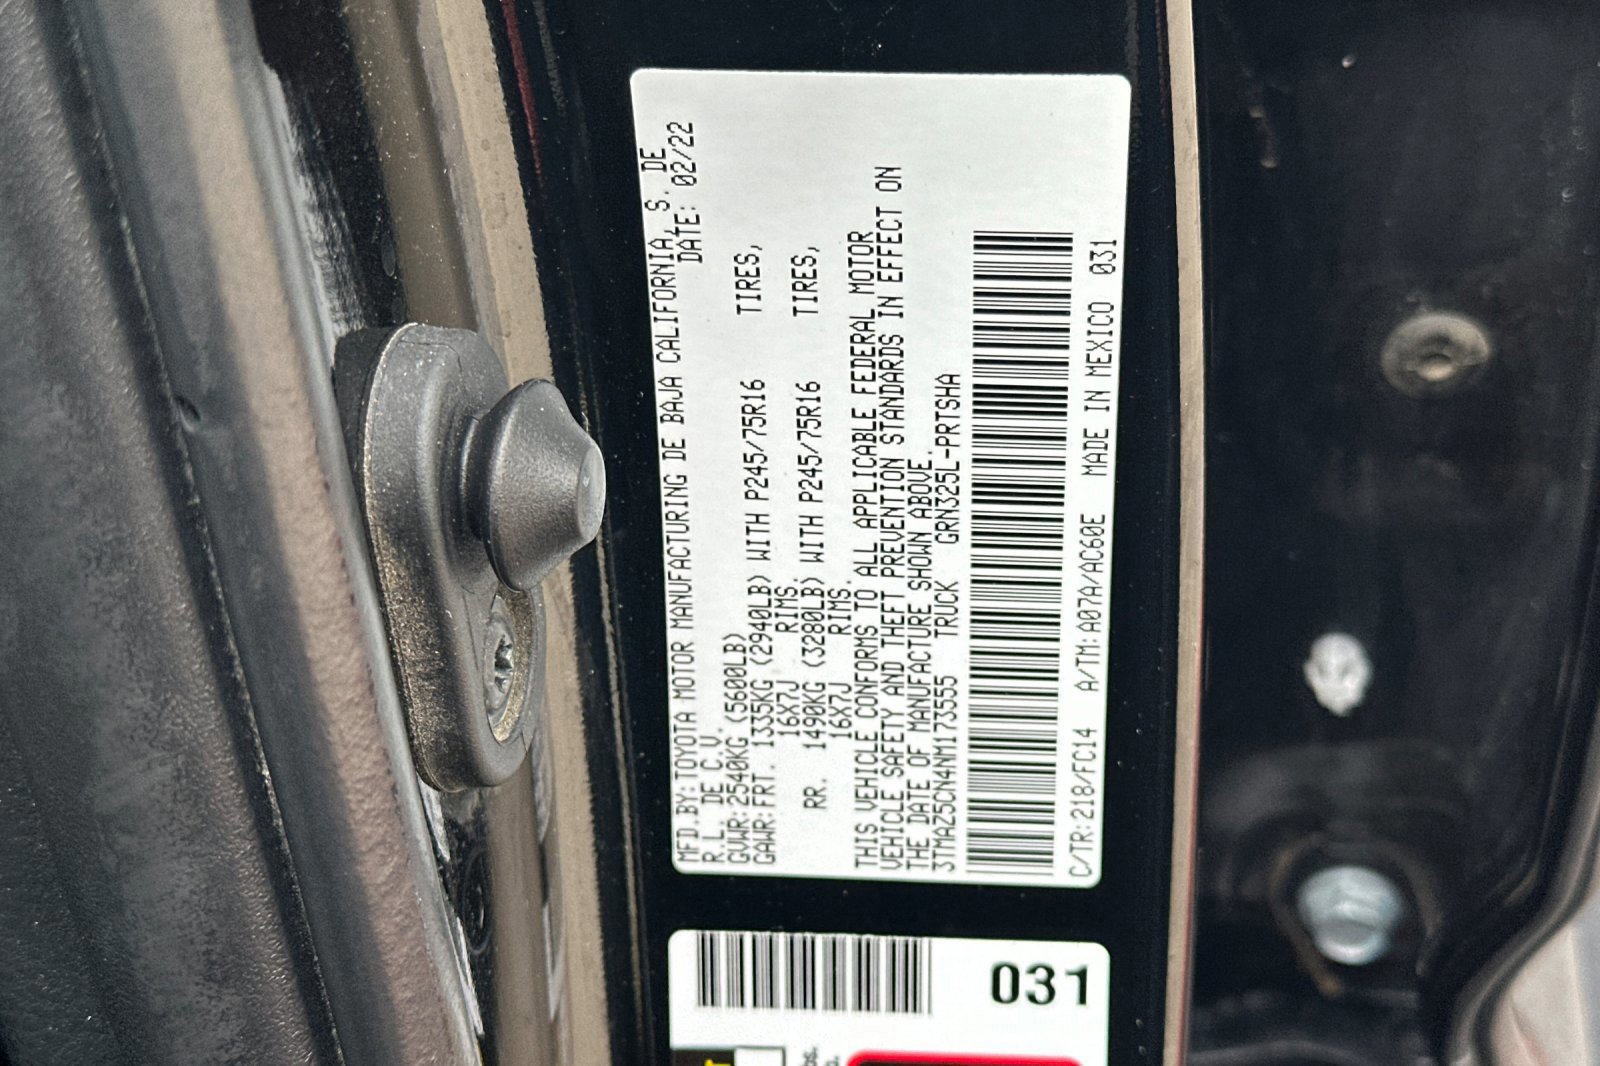 MFD.BY:TOYOTA MOTOR MANUFACTURING DE BAJA CALIFORNIA, S. DE
R.L. DE C.V. DATE: 02/22
GVWR:2540KG (5600LB)
GAWR:FRT. 1335KG (2940LB) WITH P245/75R16 TIRES,
16X7J RIMS.
RR. 1490KG (3280LB) WITH P245/75R16 TIRES,
16X7J RIMS.
THIS VEHICLE CONFORMS TO ALL APPLICABLE FEDERAL MOTOR
VEHICLE SAFETY AND THEFT PREVENTION STANDARDS IN EFFECT ON
THE DATE OF MANUFACTURE SHOWN ABOVE.
3TMAZ5CN4NM173555 TRUCK GRN325L-PRTSHA
C/TR:218/FC14 A/TM:A07A/AC60E MADE IN MEXICO 031
031